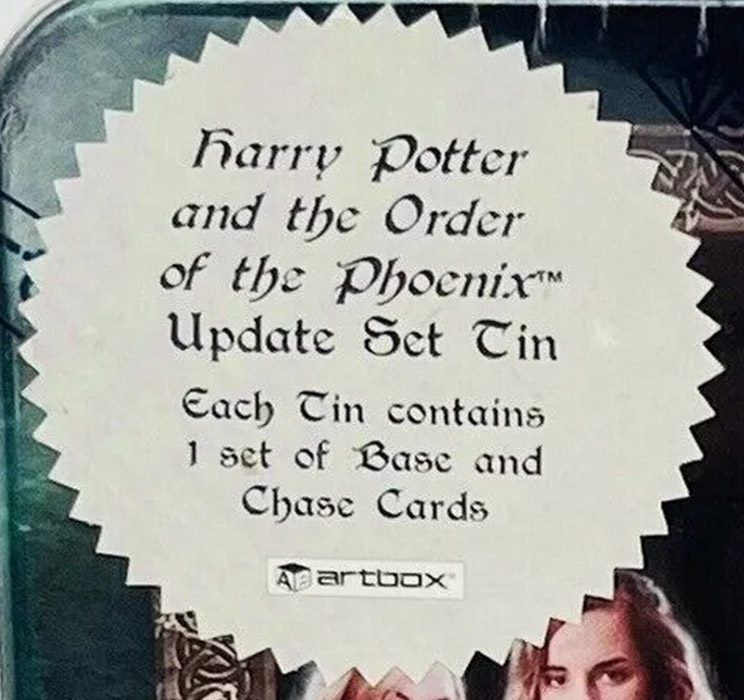 Harry Potter
and the Order
of the Phoenix™
Update Set Tin
Each Tin contains
1 set of Base and
Chase Cards
artbox